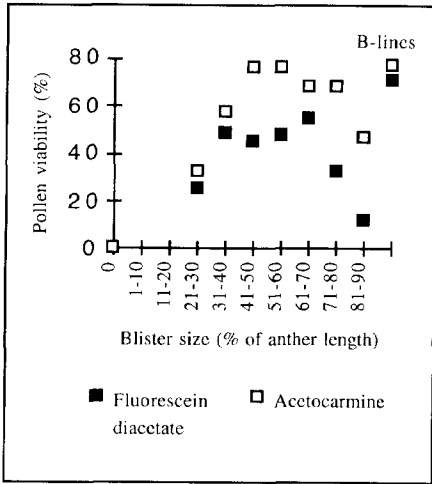 B-lines
Pollen viability (%)
80
60
40
20
0
0
1-10
11-20
21-30
31-40
41-50
51-60
61-70
71-80
81-90
Blister size (% of anther length)
Fluorescein
diacetate
Acetocarmine